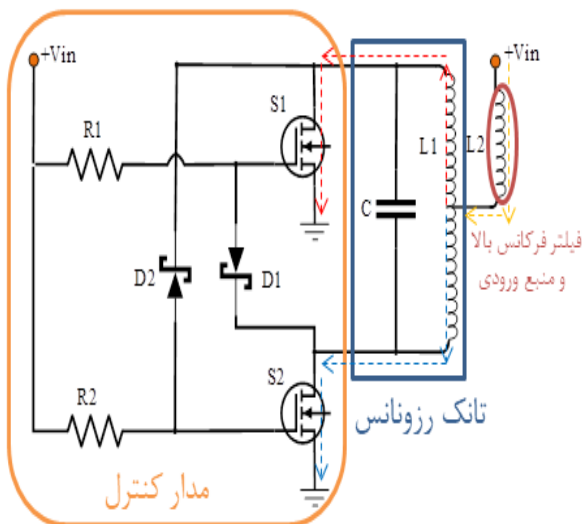 +Vin
+Vin
S1
R1
L1
L2
C
فیلتر فرکانس بالا
و منبع ورودی
D2
D1
S2
R2
تانک رزونانس
مدار کنترل